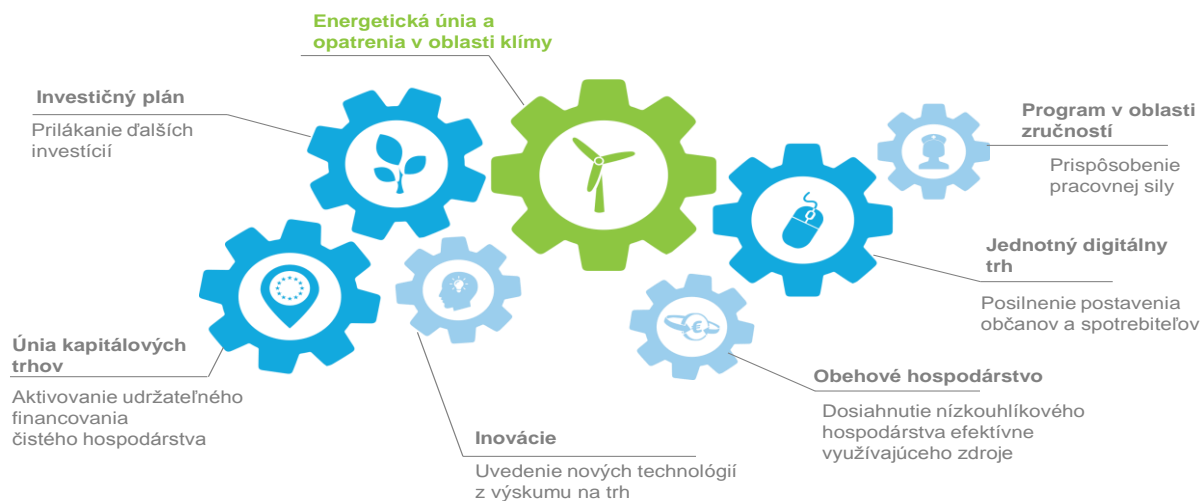 Energetická únia a
opatrenia v oblasti klímy
Investičný plán
Prilákanie ďalších
investícií
Program v oblasti
zručností
Prispôsobenie
pracovnej sily
Jednotný digitálny
trh
Posilnenie postavenia
občanov a spotrebiteľov
Únia kapitálových
trhov
Aktivovanie udržateľného
financovania
čistého hospodárstva
Inovácie
Uvedenie nových technológií
z výskumu na trh
Obehové hospodárstvo
Dosiahnutie nízkouhlíkového
hospodárstva efektívne
využívajúceho zdroje
€